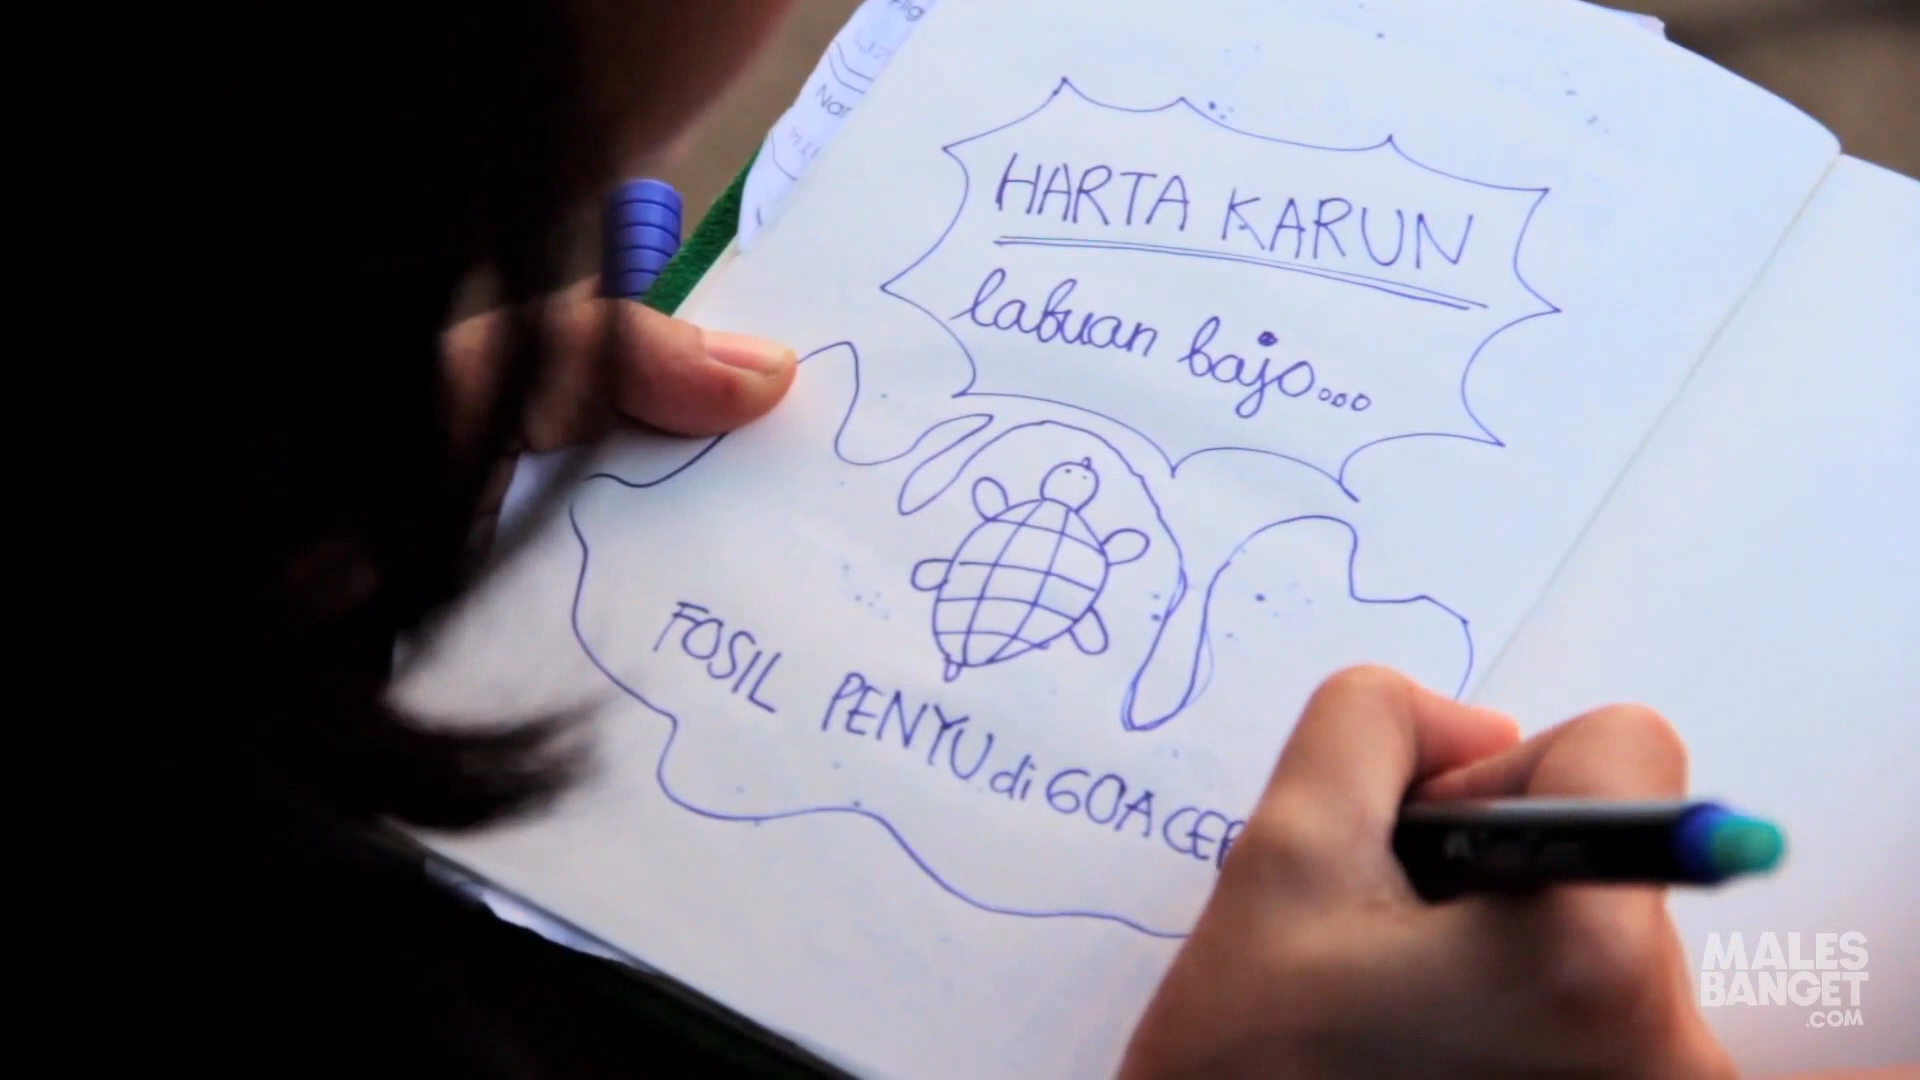 HARTA KARUN
labuan bajo...
FOSIL PENYU di GOA
MALES
BANGET
.COM